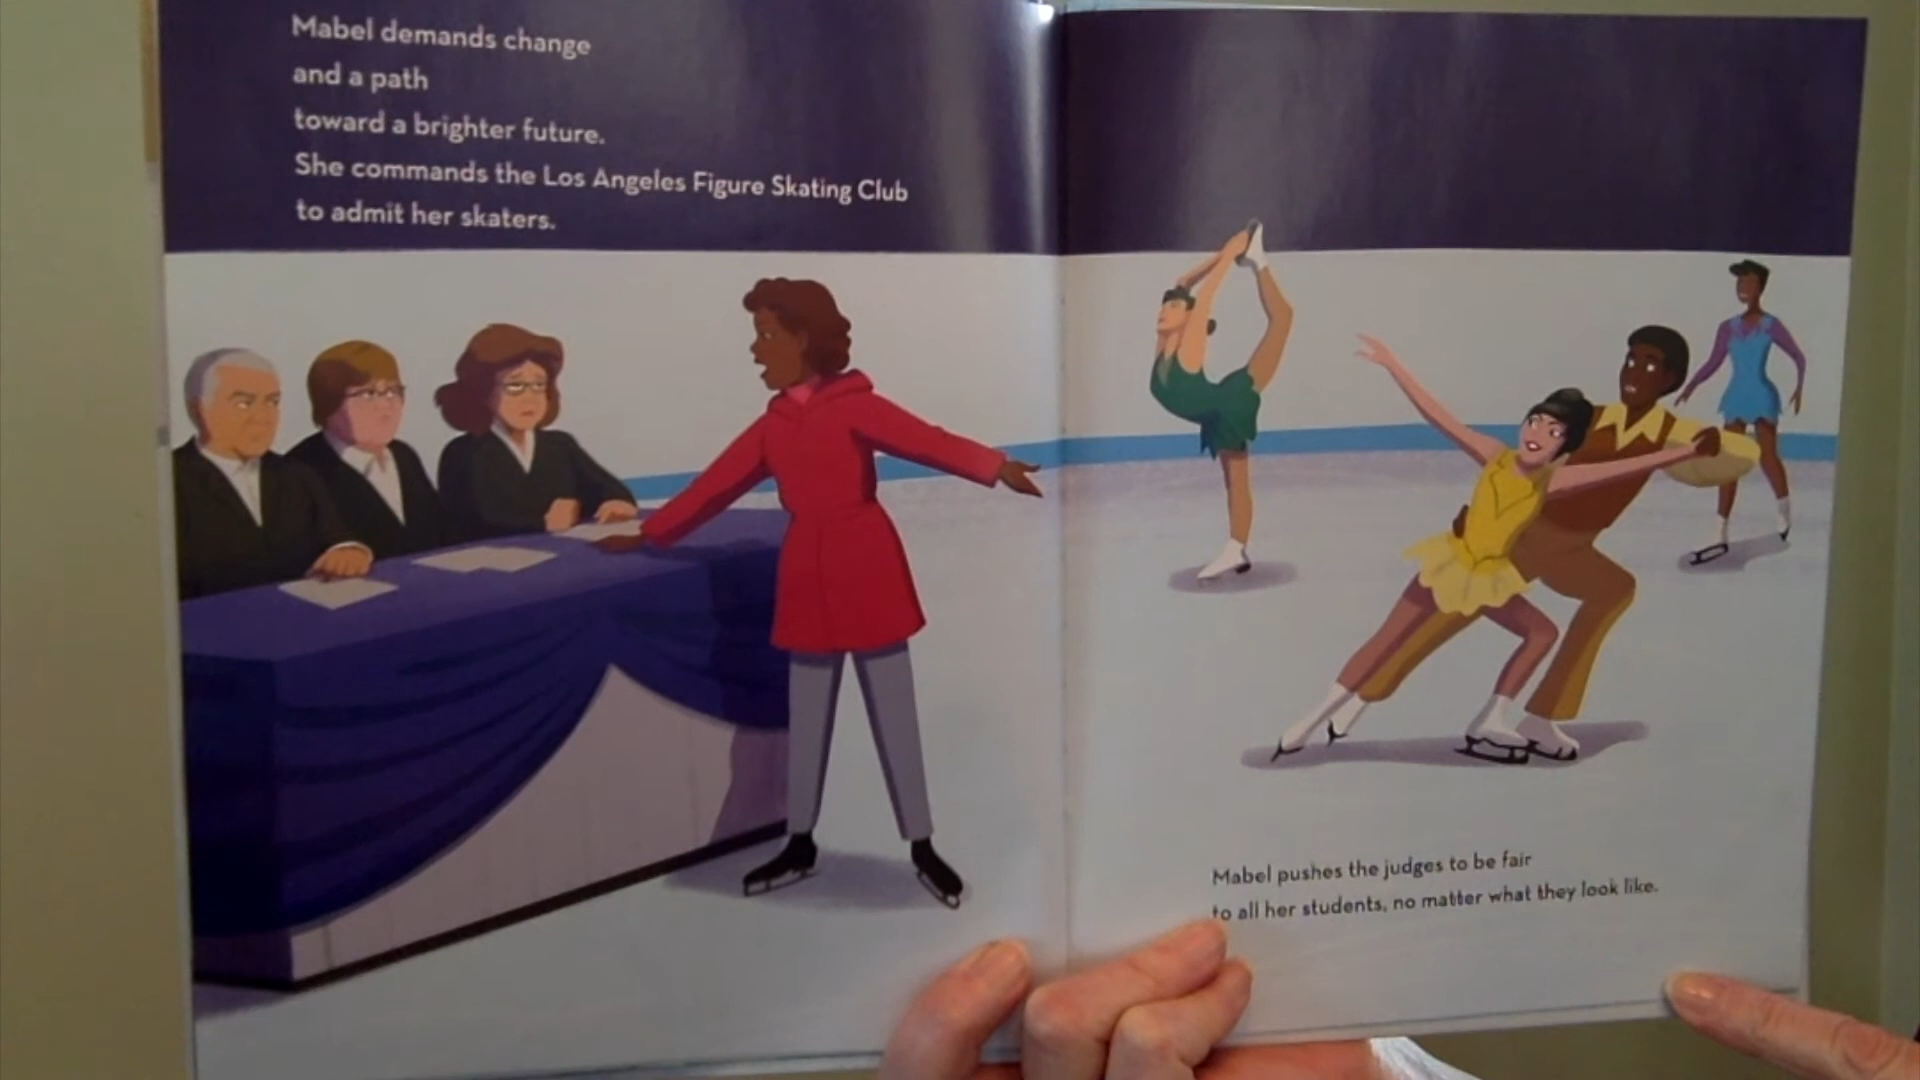 Mabel demands change
and a path
toward a brighter future.
She commands the Los Angeles Figure Skating Club
to admit her skaters.
Mabel pushes the judges to be fair
to all her students, no matter what they look like.